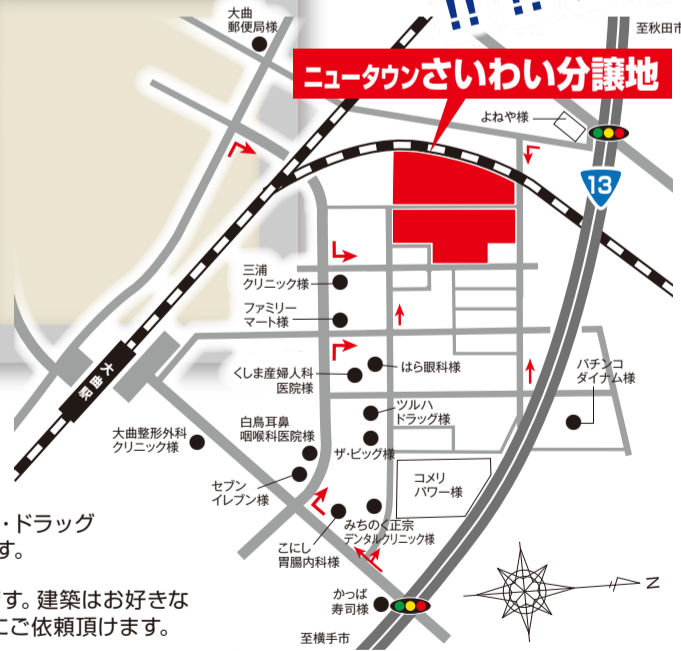 大曲
郵便局様
!! !!
至秋田市
ニュータウンさいわい分譲地
よねや様
13
三浦
クリニック様
ファミリー
マート様
大曲駅
くしま産婦人科
医院様
はら眼科様
パチンコ
ダイナム様
ツルハ
ドラッグ様
大曲整形外科
クリニック様
白鳥耳鼻
咽喉科医院様
ザ・ビッグ様
セブン
イレブン様
コメリ
パワー様
みちのく正宗
デンタルクリニック様
こにし
胃腸内科様
・ドラッグ
す。
N
かっぱ
寿司様
す。建築はお好きな
にご依頼頂けます。
至横手市